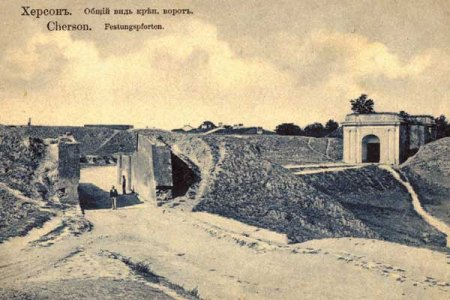 Херсонъ. Общій видъ крѣп. воротъ.
Cherson. Festungspforten.